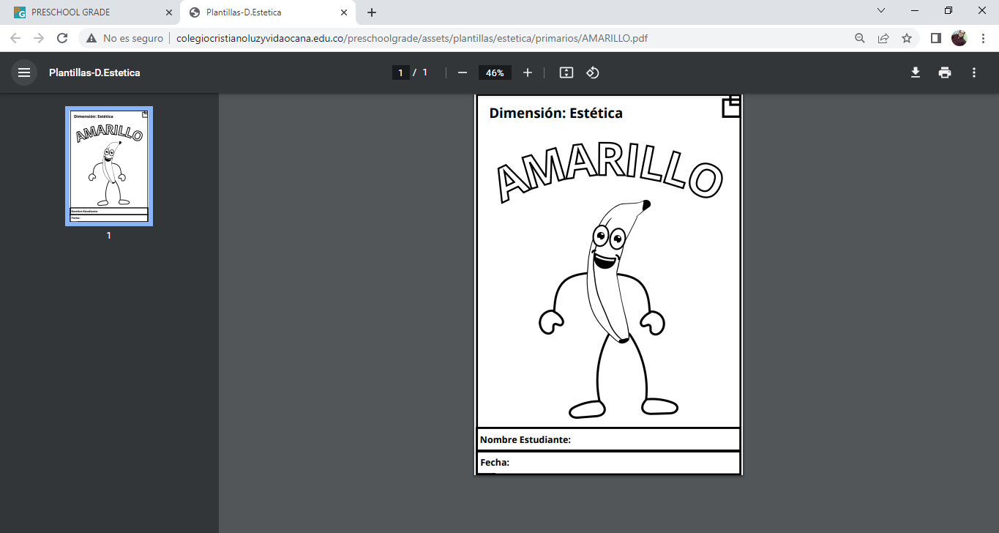 PRESCHOOL GRADE
Plantillas-D.Estetica
No es seguro
colegiocristianoluzyvidaocana.edu.co/preschoolgrade/assets/plantillas/estetica/primarios/AMARILLO.pdf
Plantillas-D.Estetica
1 / 1
46%
Dimensión: Estética
AMARILLO
Nombre Estudiante:
Fecha:
1
Dimensión: Estética
AMARILLO
Nombre Estudiante:
Fecha: